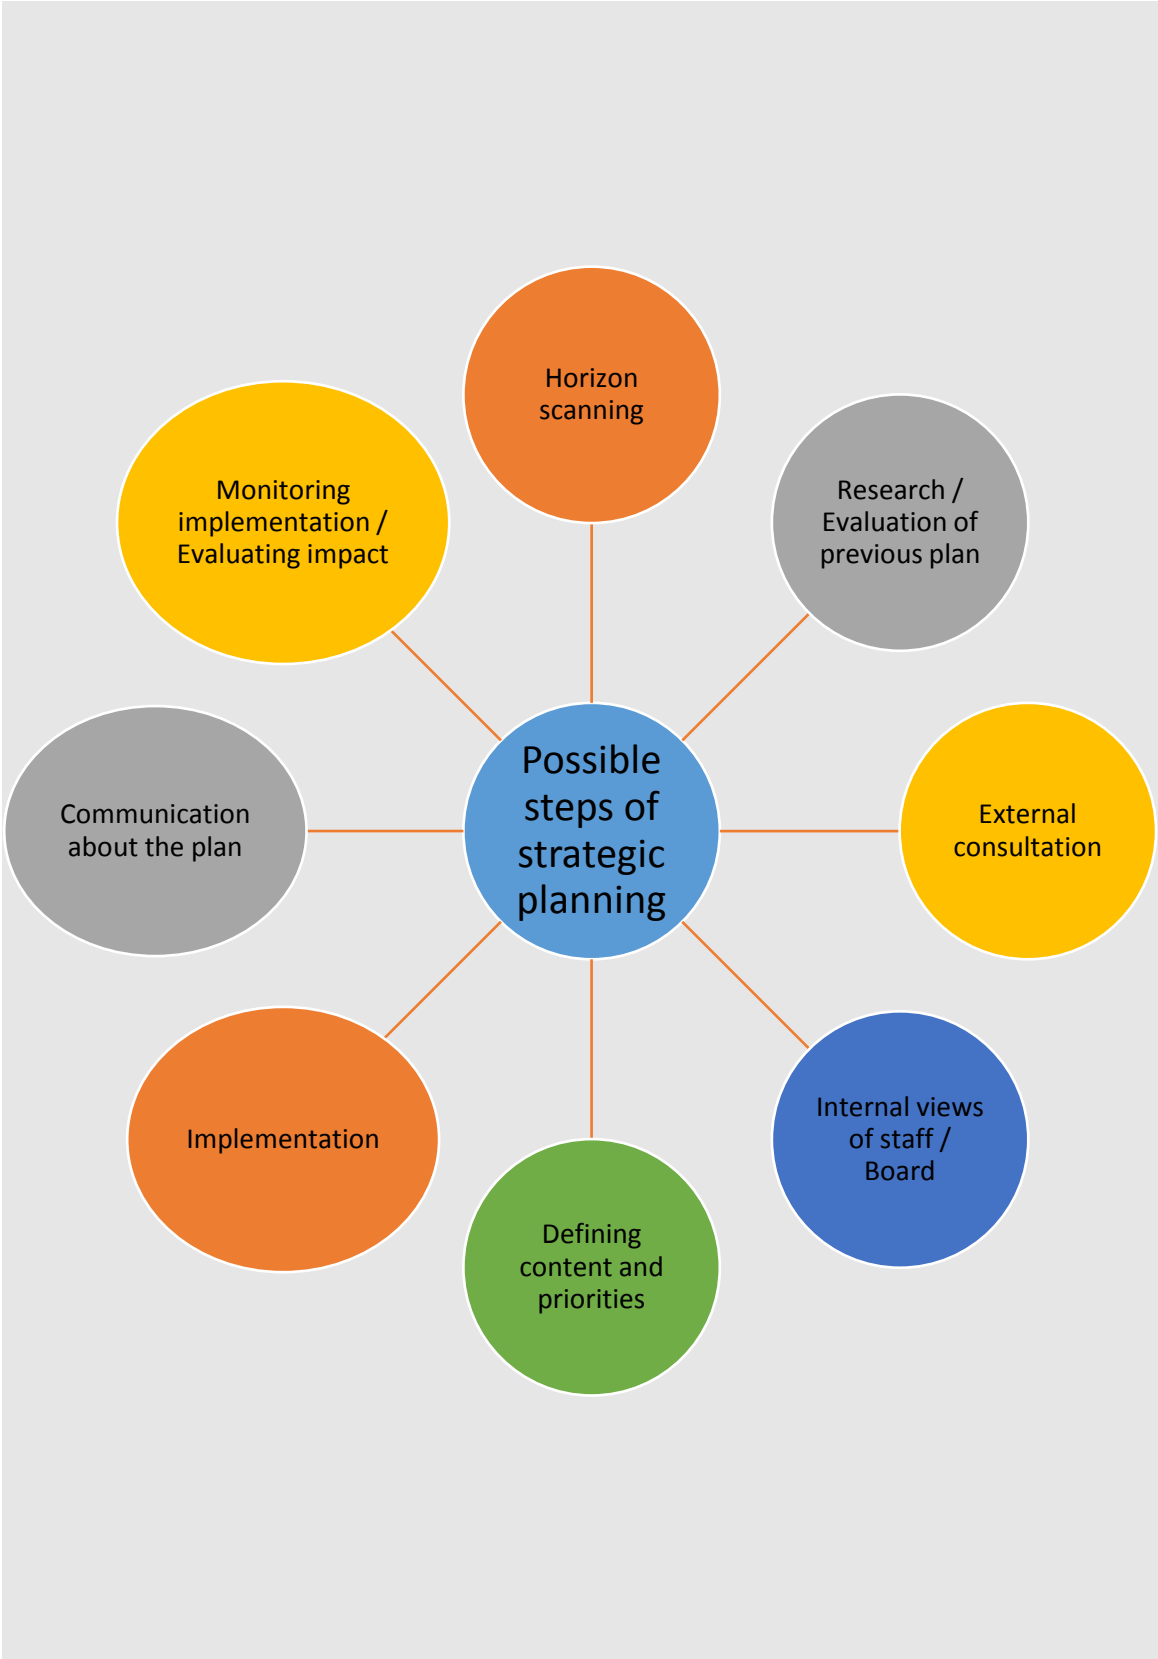 Horizon
scanning
Research /
Evaluation of
previous plan
External
consultation
Internal views
of staff /
Board
Defining
content and
priorities
Implementation
Communication
about the plan
Monitoring
implementation /
Evaluating impact
Possible
steps of
strategic
planning